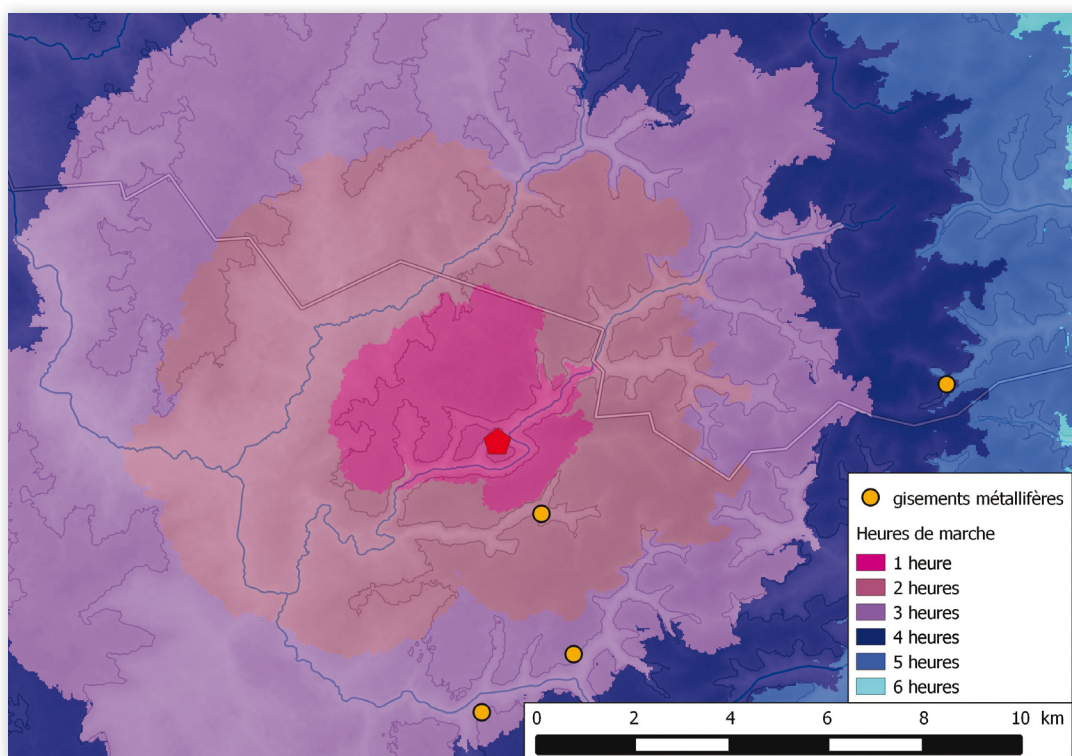 gisements métallifères
Heures de marche
1 heure
2 heures
3 heures
4 heures
5 heures
6 heures
0 2 4 6 8 10 km